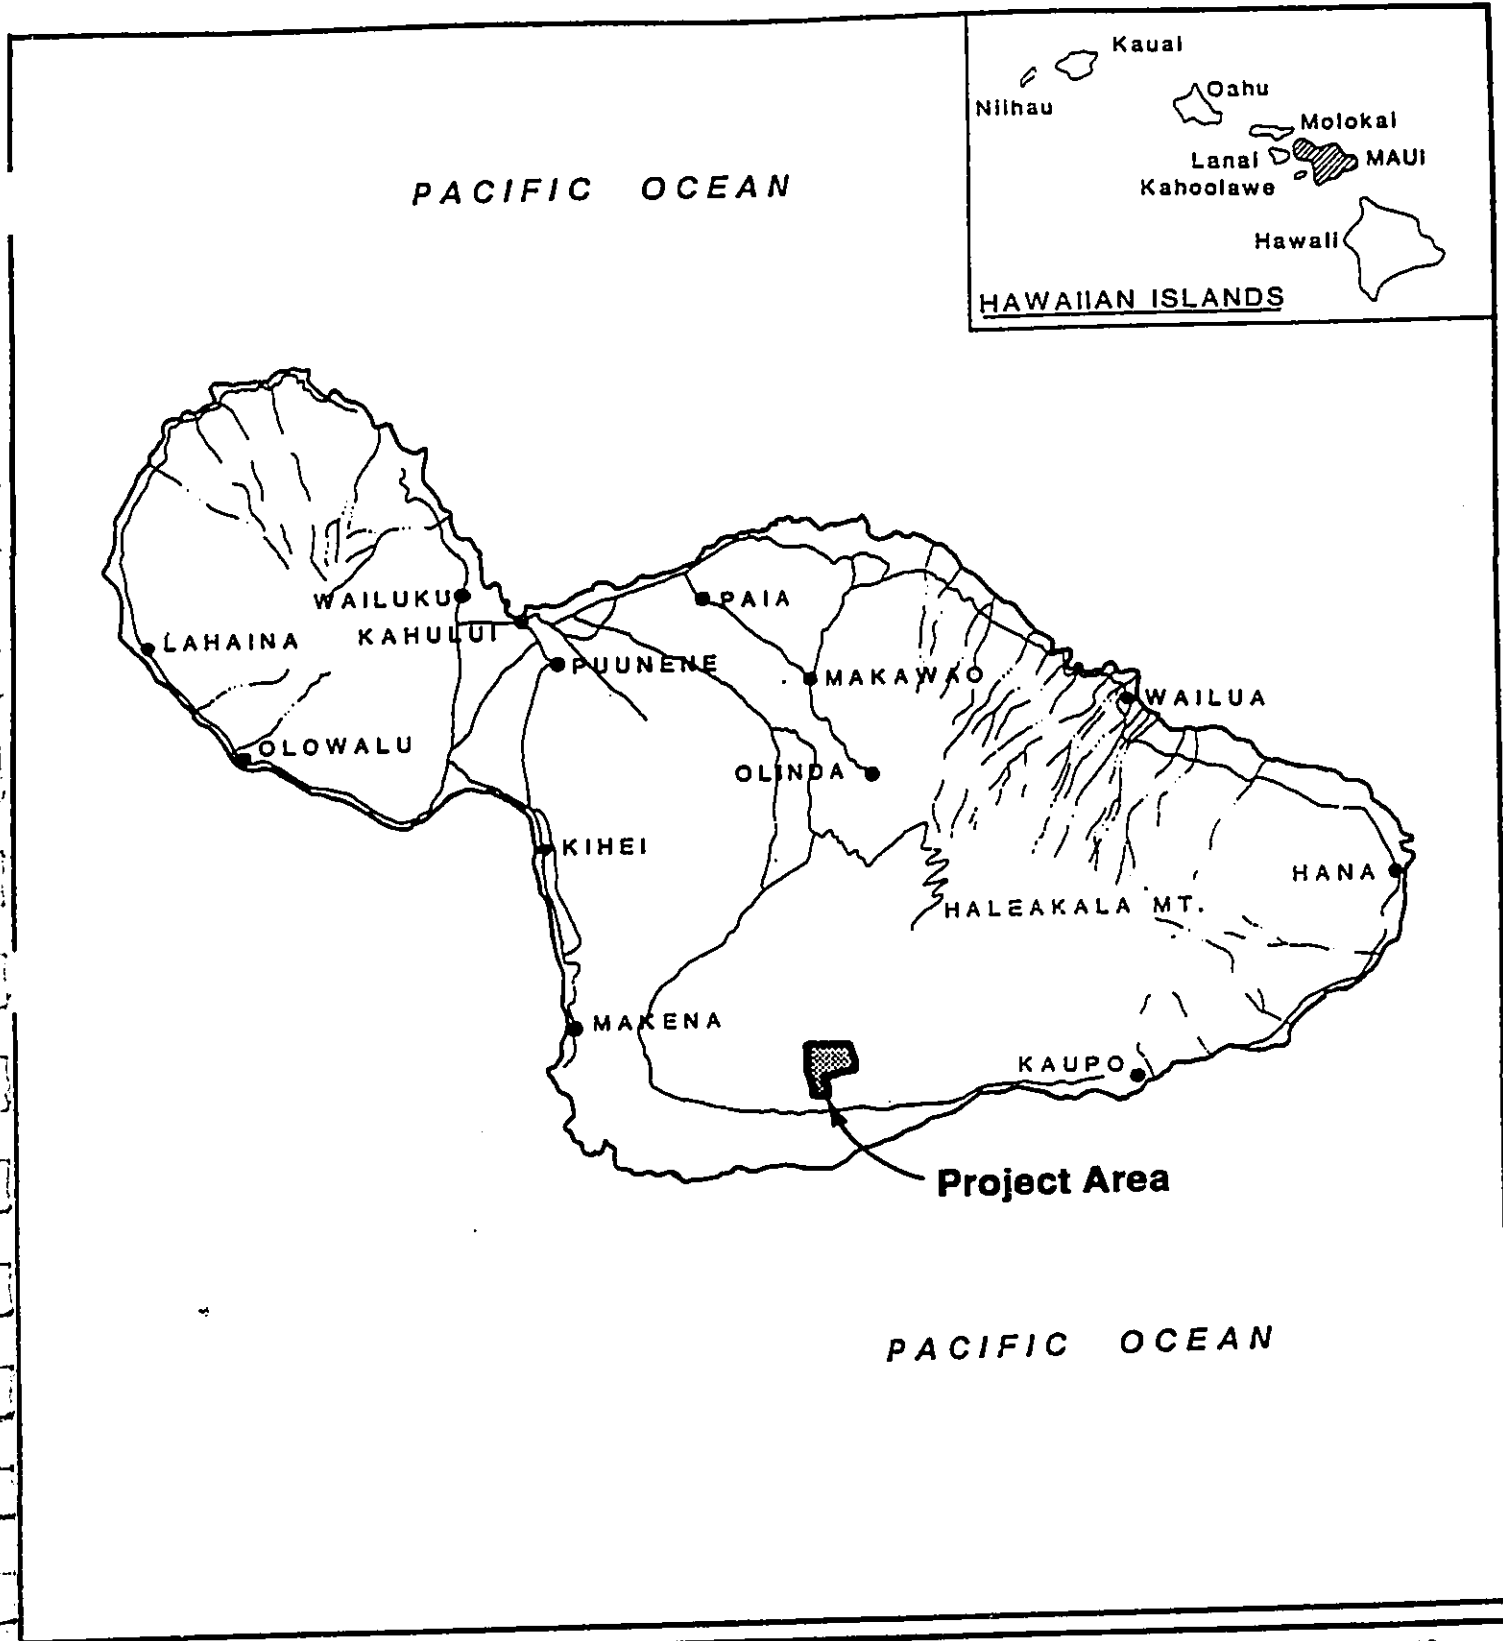 Kauai
Niihau
Oahu
Molokai
Lanai
MAUI
Kahoolawe
Hawaii
HAWAIIAN ISLANDS
PACIFIC OCEAN
WAILUKU
PAIA
KAHULUI
LAHAINA
PUUNENE
MAKAWAO
WAILUA
OLOWALU
OLINDA
KIHEI
HANA
HALEAKALA MT.
MAKENA
KAUPO
Project Area
PACIFIC OCEAN